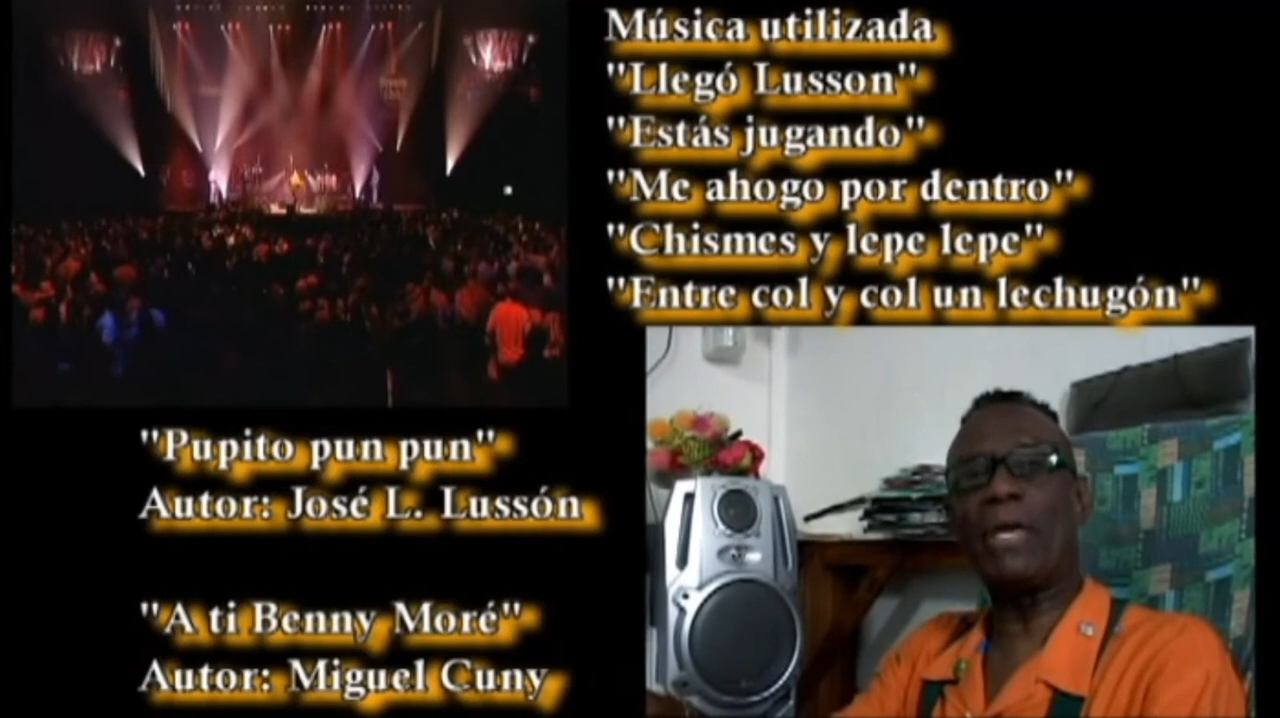 Música utilizada
"Llegó Lusson"
"Estás jugando"
"Me ahogo por dentro"
"Chismes y lepe lepe"
"Entre col y col un lechugón"
"Pupito pun pun"
Autor: José L. Lussón
"A ti Benny Moré"
Autor: Miguel Cuny